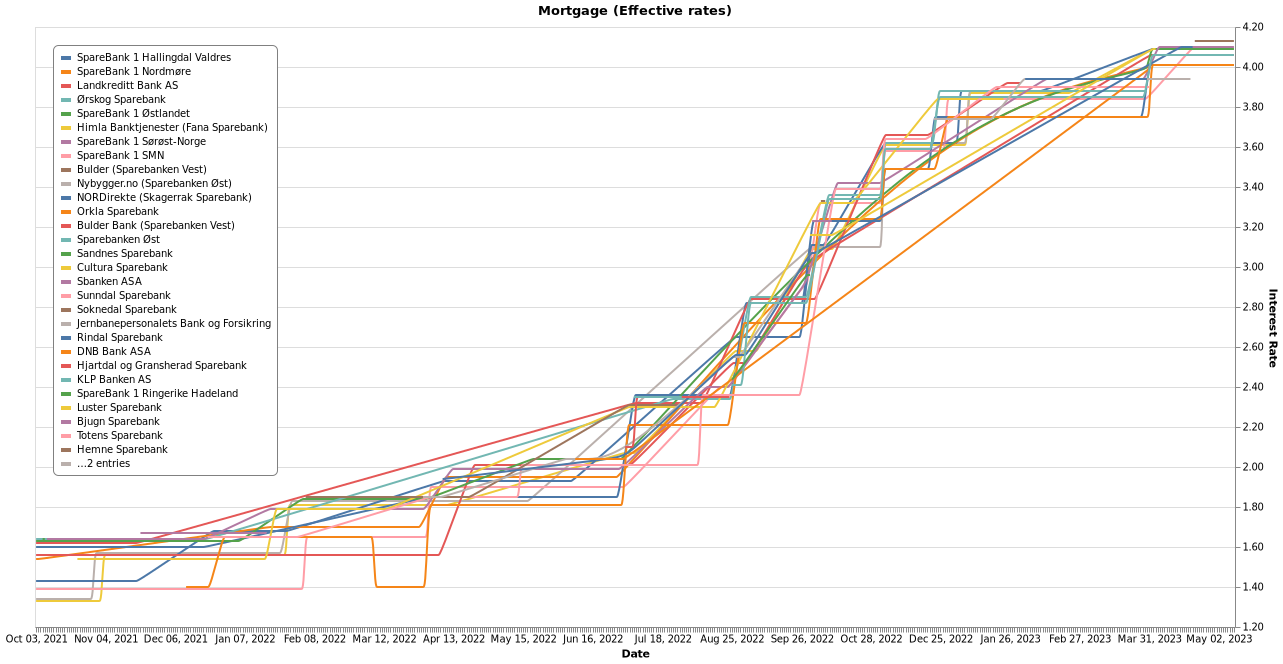 Mortgage (Effective rates)
SpareBank 1 Hallingdal Valdres
SpareBank 1 Nordmøre
Landkreditt Bank AS
Ørskog Sparebank
SpareBank 1 Østlandet
Himla Banktjenester (Fana Sparebank)
SpareBank 1 Sørøst-Norge
SpareBank 1 SMN
Bulder (Sparebanken Vest)
Nybygger.no (Sparebanken Øst)
NORDirekte (Skagerrak Sparebank)
Orkla Sparebank
Bulder Bank (Sparebanken Vest)
Sparebanken Øst
Sandnes Sparebank
Cultura Sparebank
Sbanken ASA
Sunndal Sparebank
Soknedal Sparebank
Jernbanepersonalets Bank og Forsikring
Rindal Sparebank
DNB Bank ASA
Hjartdal og Gransherad Sparebank
KLP Banken AS
SpareBank 1 Ringerike Hadeland
Luster Sparebank
Bjugn Sparebank
Totens Sparebank
Hemne Sparebank
...2 entries
4.20
4.00
3.80
3.60
3.40
3.20
3.00
2.80
2.60
2.40
2.20
2.00
1.80
1.60
1.40
1.20
Interest Rate
Oct 03, 2021 Nov 04, 2021 Dec 06, 2021 Jan 07, 2022 Feb 08, 2022 Mar 12, 2022 Apr 13, 2022 May 15, 2022 Jun 16, 2022 Jul 18, 2022 Aug 25, 2022 Sep 26, 2022 Oct 28, 2022 Dec 25, 2022 Jan 26, 2023 Feb 27, 2023 Mar 31, 2023 May 02, 2023
Date